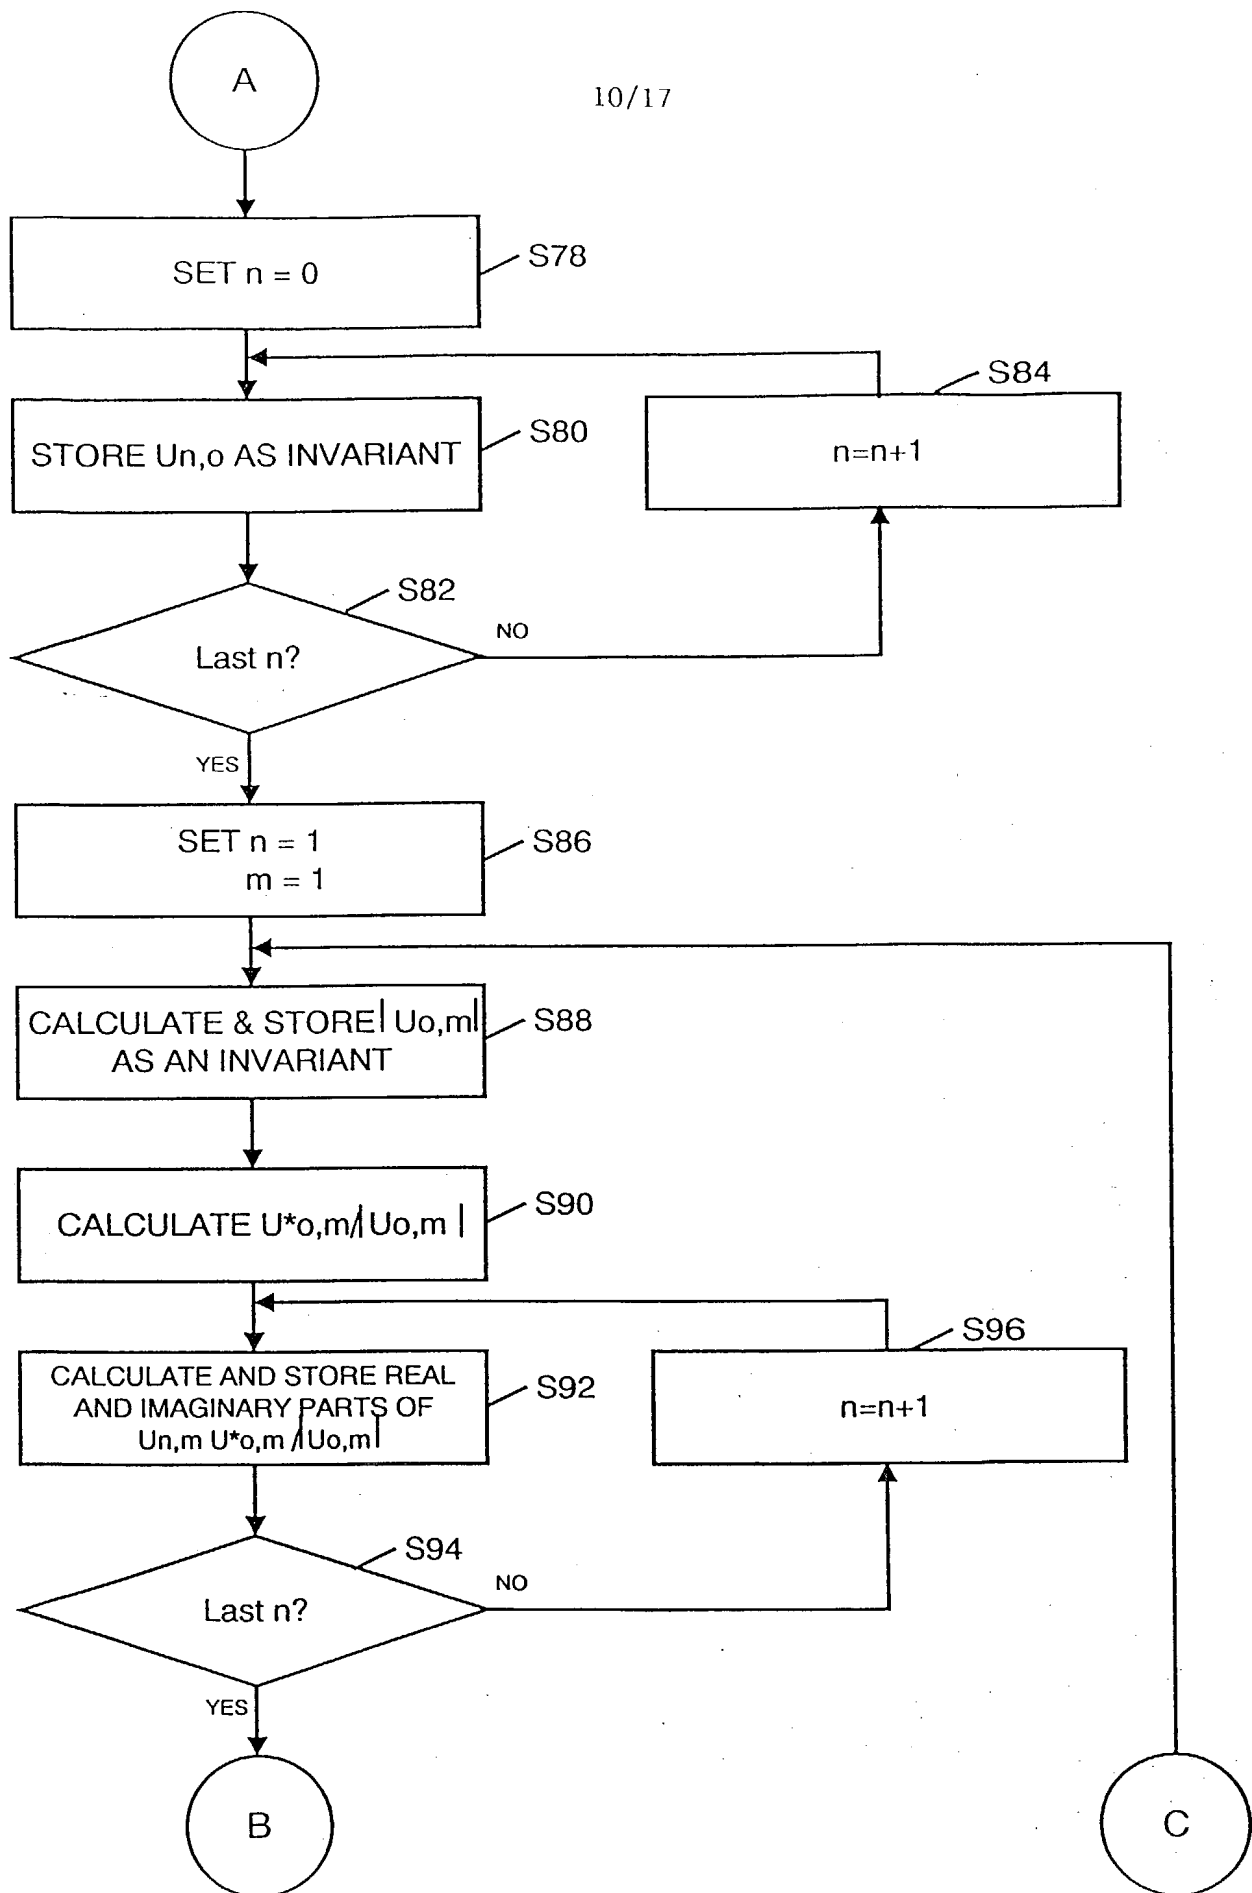 A
10/17
SET n = 0
S78
S84
STORE Un,o AS INVARIANT
S80
n=n+1
S82
Last n?
NO
YES
SET n = 1
m = 1
S86
CALCULATE & STORE| Uo,m|
AS AN INVARIANT
S88
CALCULATE U*o,m/|Uo,m |
S90
S96
CALCULATE AND STORE REAL
AND IMAGINARY PARTS OF
Un,m U*o,m /|Uo,m|
S92
n=n+1
S94
Last n?
NO
YES
B
C